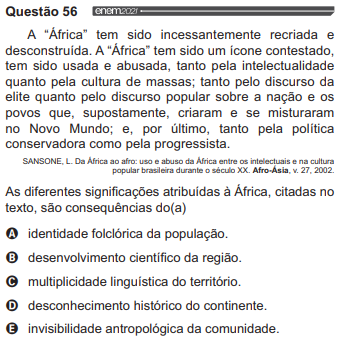 Questão 56 enem2021
A “África” tem sido incessantemente recriada e
desconstruída. A “África” tem sido um ícone contestado,
tem sido usada e abusada, tanto pela intelectualidade
quanto pela cultura de massas; tanto pelo discurso da
elite quanto pelo discurso popular sobre a nação e os
povos que, supostamente, criaram e se misturaram
no Novo Mundo; e, por último, tanto pela política
conservadora como pela progressista.
SANSONE, L. Da África ao afro: uso e abuso da África entre os intelectuais e na cultura
popular brasileira durante o século XX. Afro-Ásia, v. 27, 2002.
As diferentes significações atribuídas à África, citadas no
texto, são consequências do(a)
A identidade folclórica da população.
B desenvolvimento científico da região.
C multiplicidade linguística do território.
D desconhecimento histórico do continente.
E invisibilidade antropológica da comunidade.